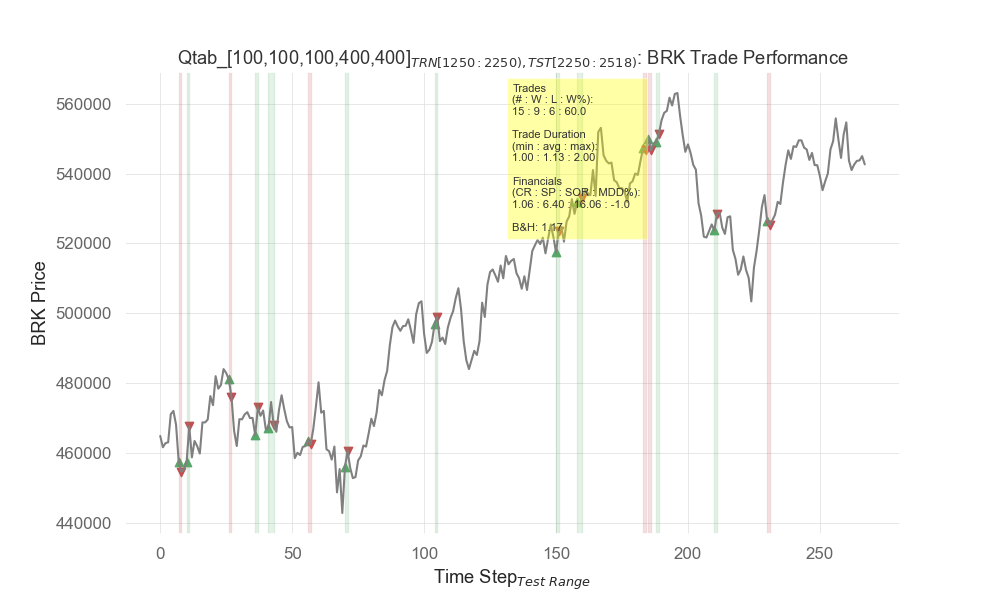 Qtab_[100,100,100,400,400]TRN[1250:2250),TST[2250:2518): BRK Trade Performance
Trades
(# : W : L : W%):
15 : 9 : 6 : 60.0
Trade Duration
(min : avg : max):
1.00 : 1.13 : 2.00
Financials
(CR : SP : SQR : MDD%):
1.06 : 6.40 : 16.06 : -1.0
B&H: 1.17
BRK Price
560000
540000
520000
500000
480000
460000
440000
0
50
100
150
200
250
Time StepTest Range